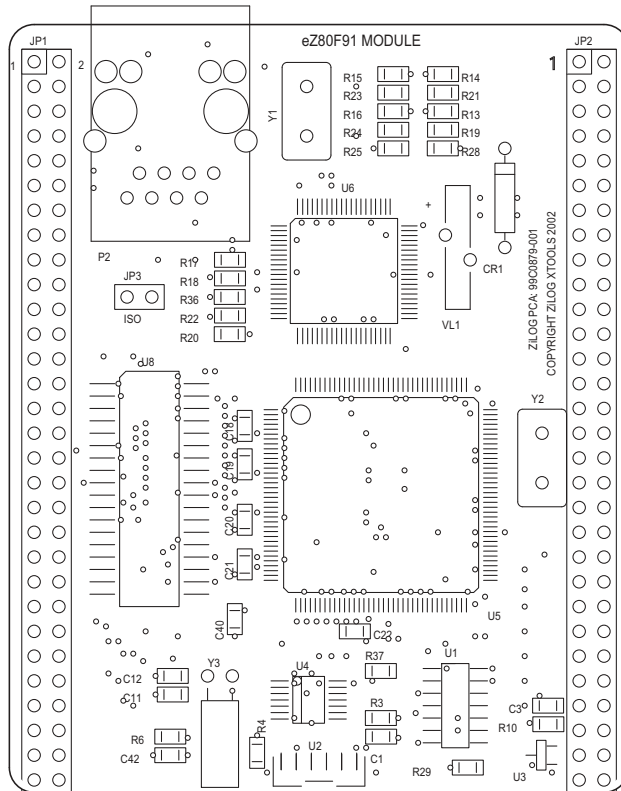 eZ80F91 MODULE
JP1
JP2
1
2
1
R15
R14
R23
R21
Y1
R16
R13
R24
R19
R25
R28
U6
+
P2
R17
CR1
JP3
R18
R36
ISO
R22
VL1
R20
ZiLOG PCA: 99C0879-001
COPYRIGHT ZILOG XTOOLS 2002
U8
Y2
C18
C19
C20
C21
U5
C40
C22
Y3
U4
R37
U1
C12
C11
R3
C3
R4
R10
R6
U2
C42
C1
R29
U3